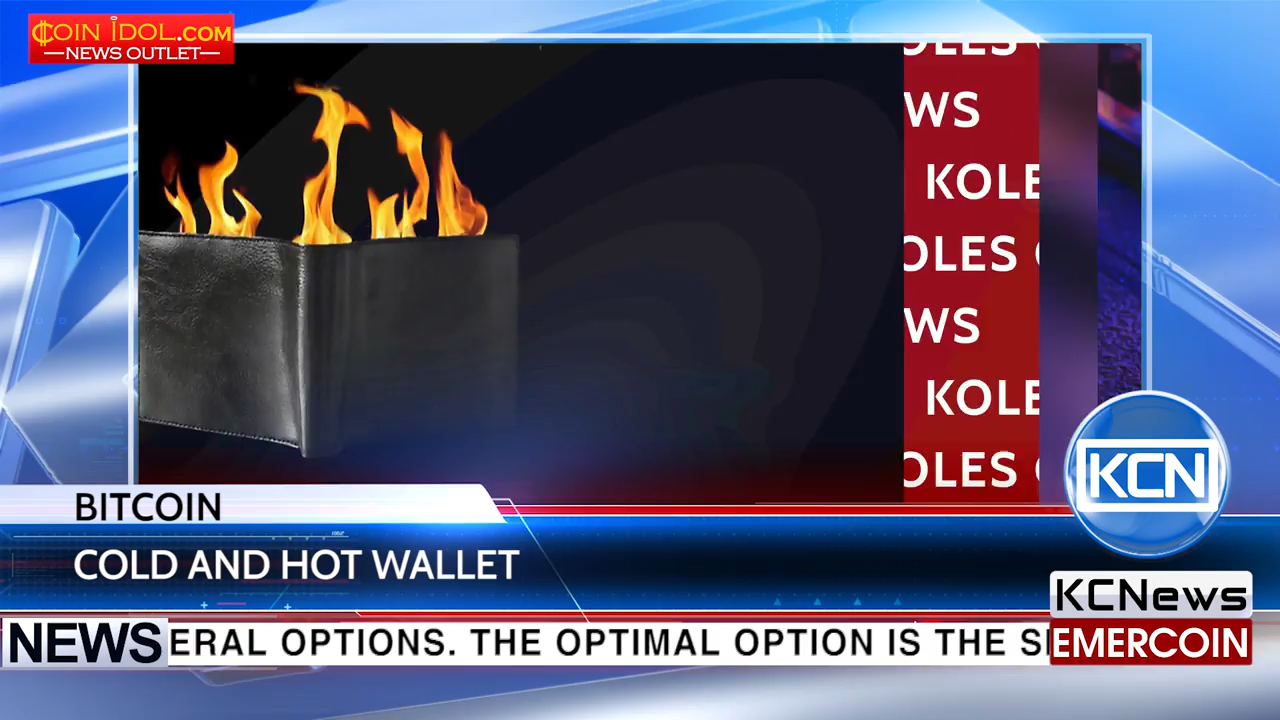 COIN IDOL.COM
NEWS OUTLET
OLES
WS
KOLE
OLES
WS
KOLE
OLES
KCN
BITCOIN
COLD AND HOT WALLET
KCNews
NEWS
ERAL OPTIONS. THE OPTIMAL OPTION IS THE S
EMERCOIN